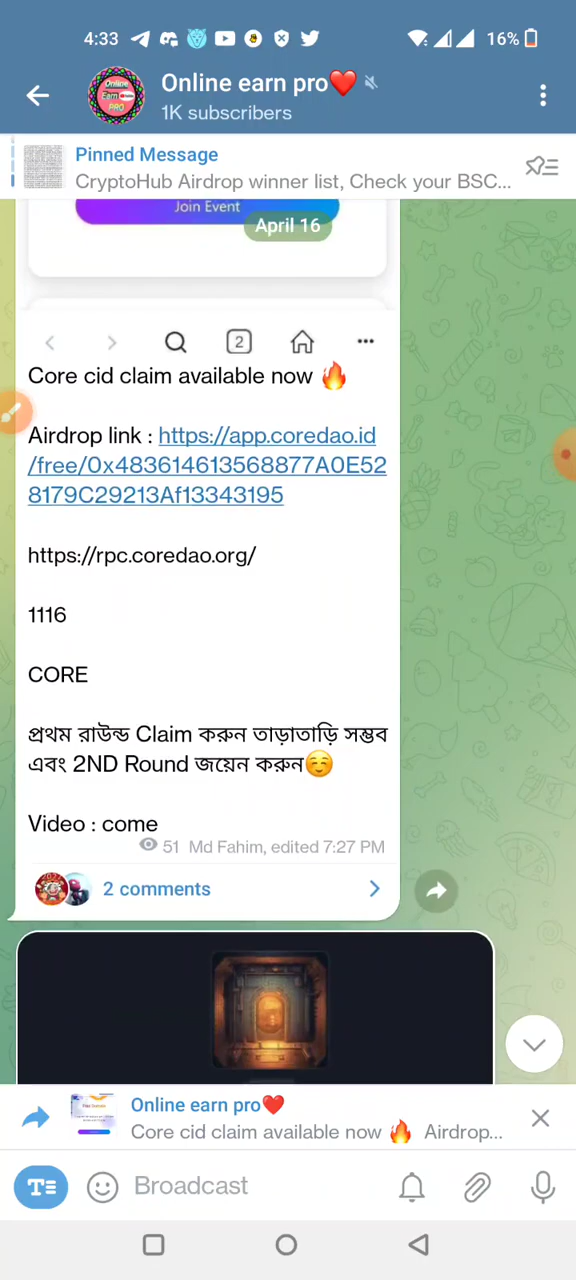 4:33
16%
Online earn pro❤️
1K subscribers
Online
Earn
PRO
Pinned Message
CryptoHub Airdrop winner list, Check your BSC...
Join Event
April 16
2
Core cid claim available now 🔥
Airdrop link : https://app.coredao.id
/free/0x483614613568877A0E52
8179C29213Af13343195
https://rpc.coredao.org/
1116
CORE
প্রথম রাউন্ড Claim করুন তাড়াতাড়ি সম্ভব
এবং 2ND Round জয়েন করুন☺️
Video : come
51 Md Fahim, edited 7:27 PM
2 comments
Online earn pro❤️
Core cid claim available now 🔥 Airdrop...
T
Broadcast